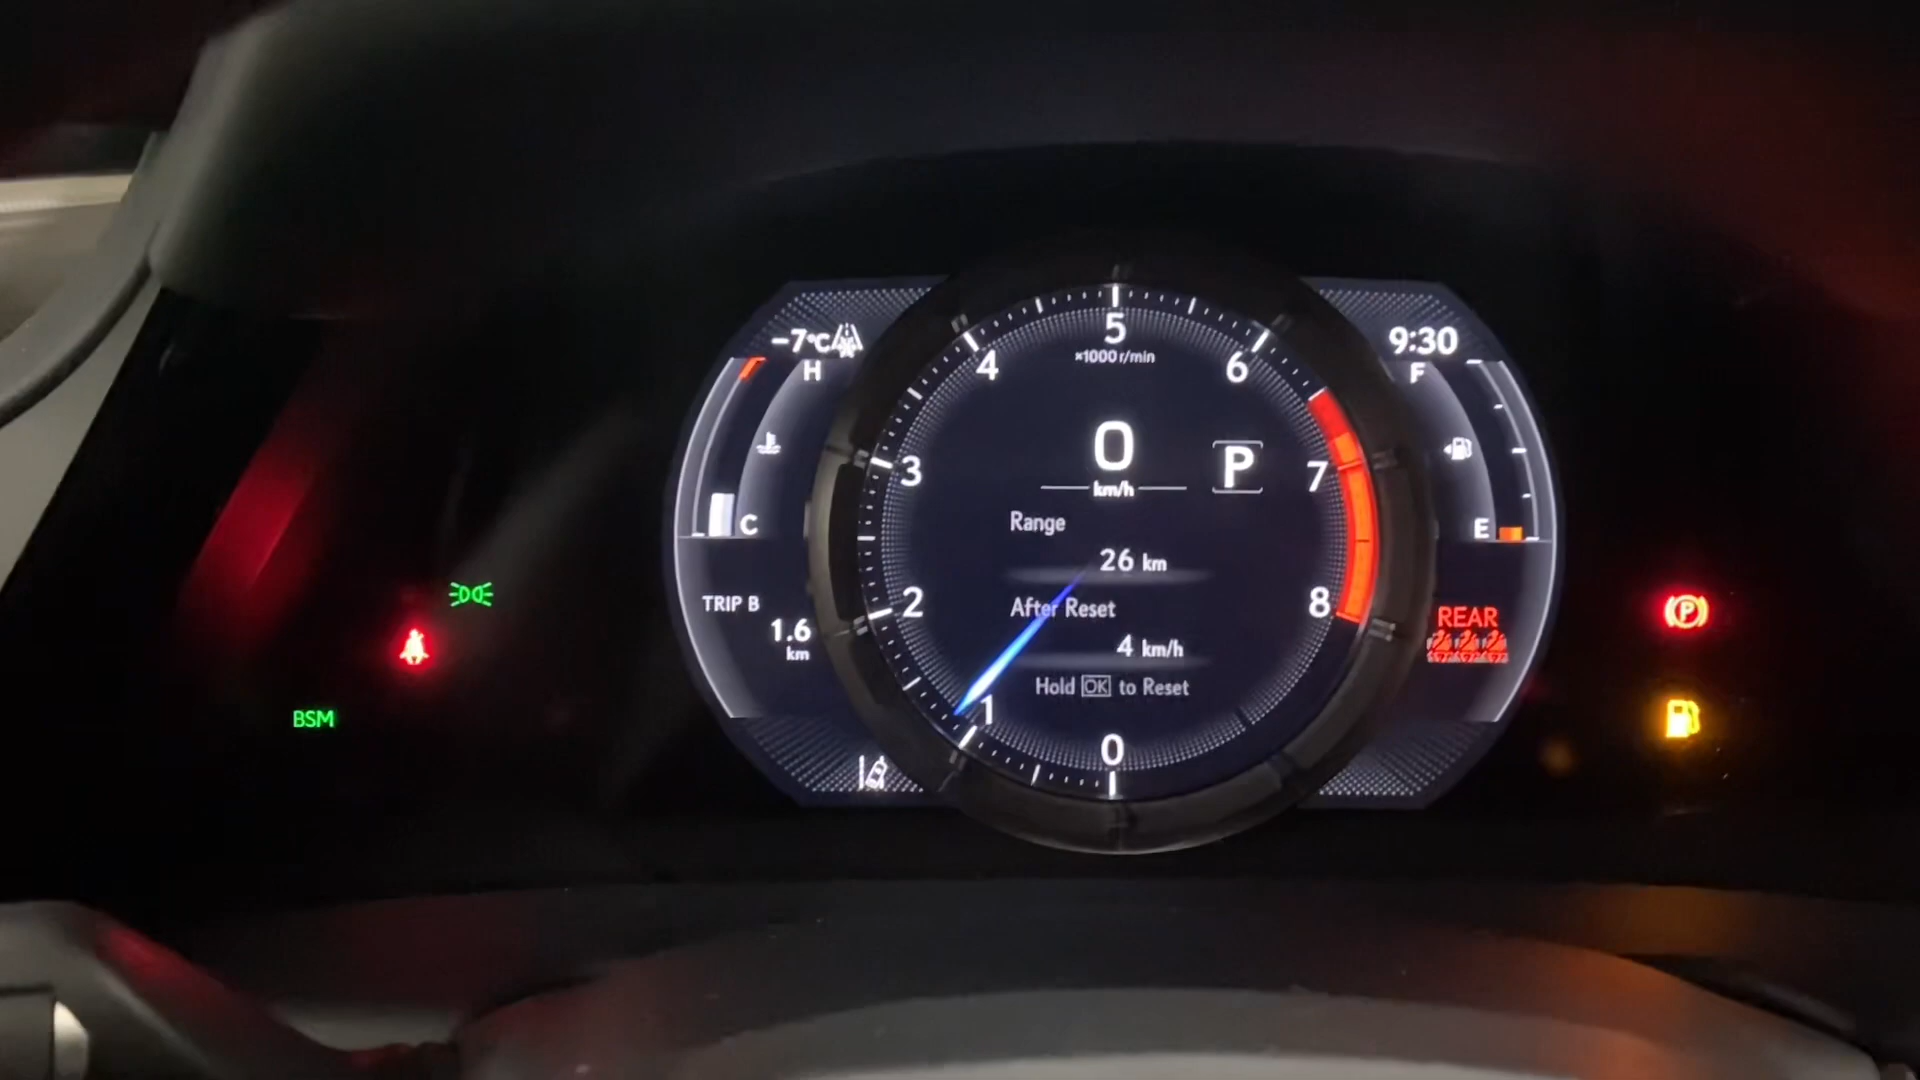 -7°C
H
C
TRIP B
1.6
km
BSM
5
×1000 r/min
4
6
3
7
2
8
1
0
0
km/h
P
Range
26 km
After Reset
4 km/h
Hold OK to Reset
9:30
F
E
REAR
P